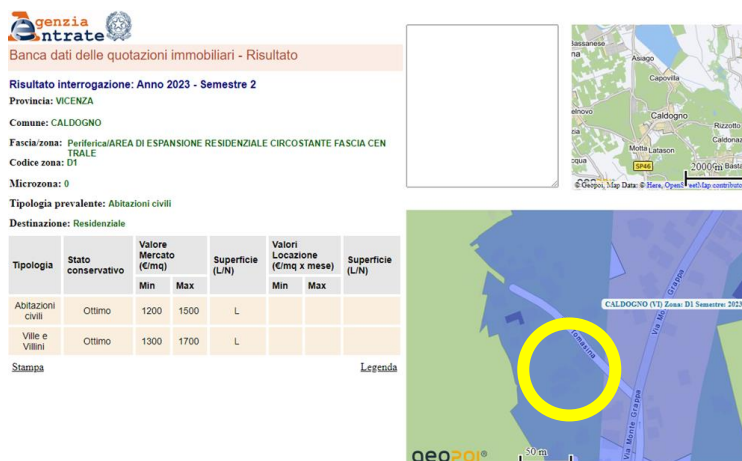 Agenzia
Entrate
Banca dati delle quotazioni immobiliari - Risultato
Risultato interrogazione: Anno 2023 - Semestre 2
Provincia: VICENZA
Comune: CALDOGNO
Fascia/zona: Periferica/AREA DI ESPANSIONE RESIDENZIALE CIRCOSTANTE FASCIA CEN
TRALE
Codice zona: D1
Microzona: 0
Tipologia prevalente: Abitazioni civili
Destinazione: Residenziale
Tipologia Stato conservativo Valore Mercato (€/mq) Superficie (L/N) Valori Locazione (€/mq x mese) Superficie (L/N)
Min Max Min Max
Abitazioni civili Ottimo 1200 1500 L
Ville e Villini Ottimo 1300 1700 L
Stampa Legenda
Asiago
Capovilla
Caldogno
Rizzotto
Motta Latason
SP46
2000 m
© Geopoi, Map Data: © Here,
Via Monte Grappa
CALDOGNO (VI) Zona: D1 Semestre: 2023
Via Monte Grappa
geopoi®
50 m